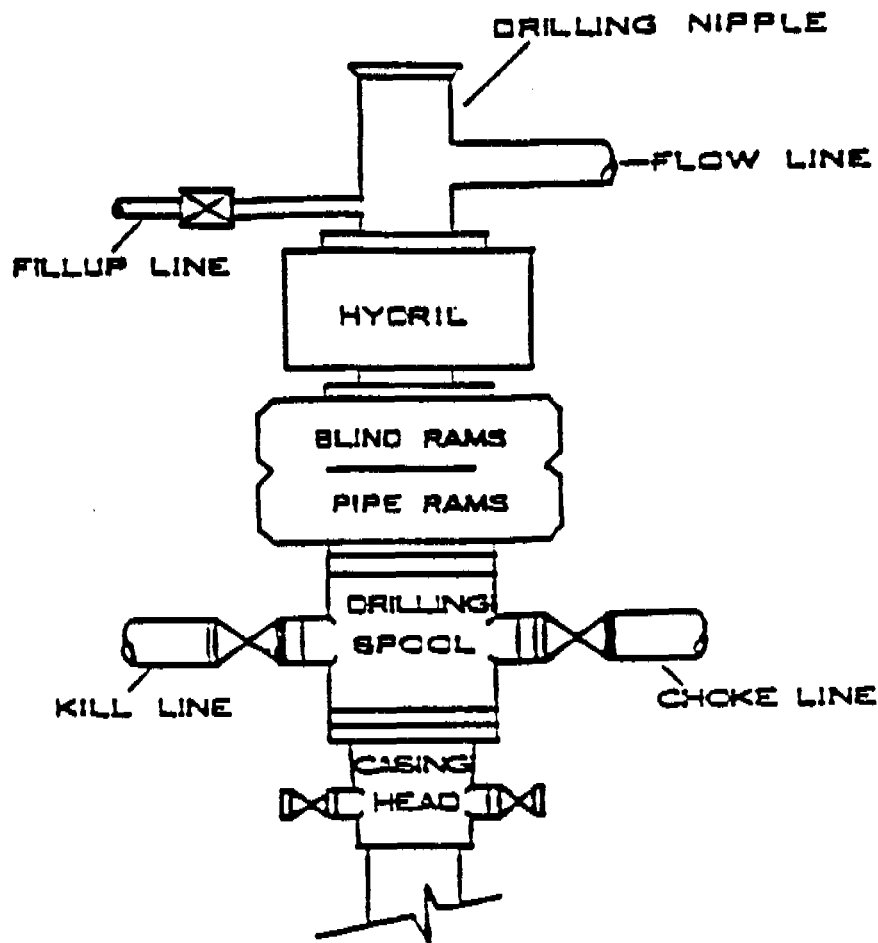 DRILLING NIPPLE
FLOW LINE
FILLUP LINE
HYDRIL
BLIND RAMS
PIPE RAMS
DRILLING
SPOOL
KILL LINE
CHOKE LINE
CASING
HEAD